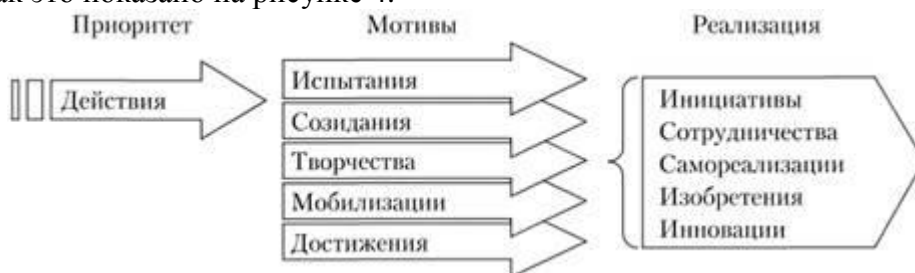 как это показано на рисунке 4.
Приоритет
Мотивы
Реализация
Действия
Испытания
Созидания
Творчества
Мобилизации
Достижения
Инициативы
Сотрудничества
Самореализации
Изобретения
Инновации